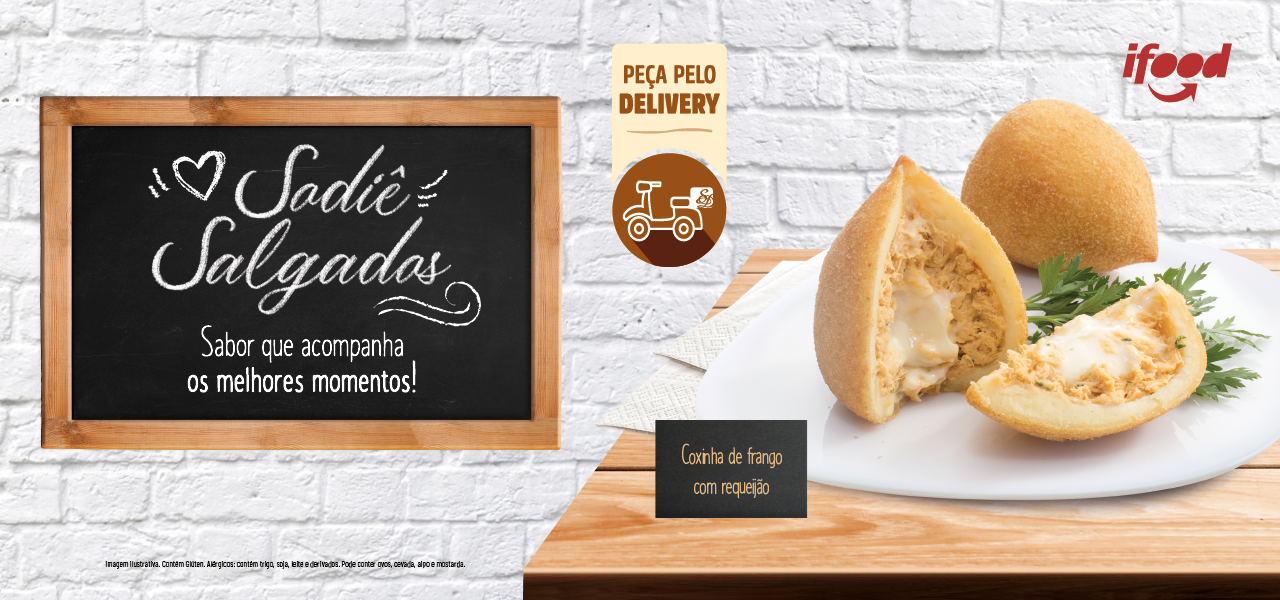 Sodiê
Salgados
Sabor que acompanha
os melhores momentos!
PEÇA PELO
DELIVERY
ifood
Coxinha de frango
com requeijão
Imagem ilustrativa. Contém Glúten. Alérgicos: contém trigo, soja, leite e derivados. Pode conter ovos, cevada, aipo e mostarda.